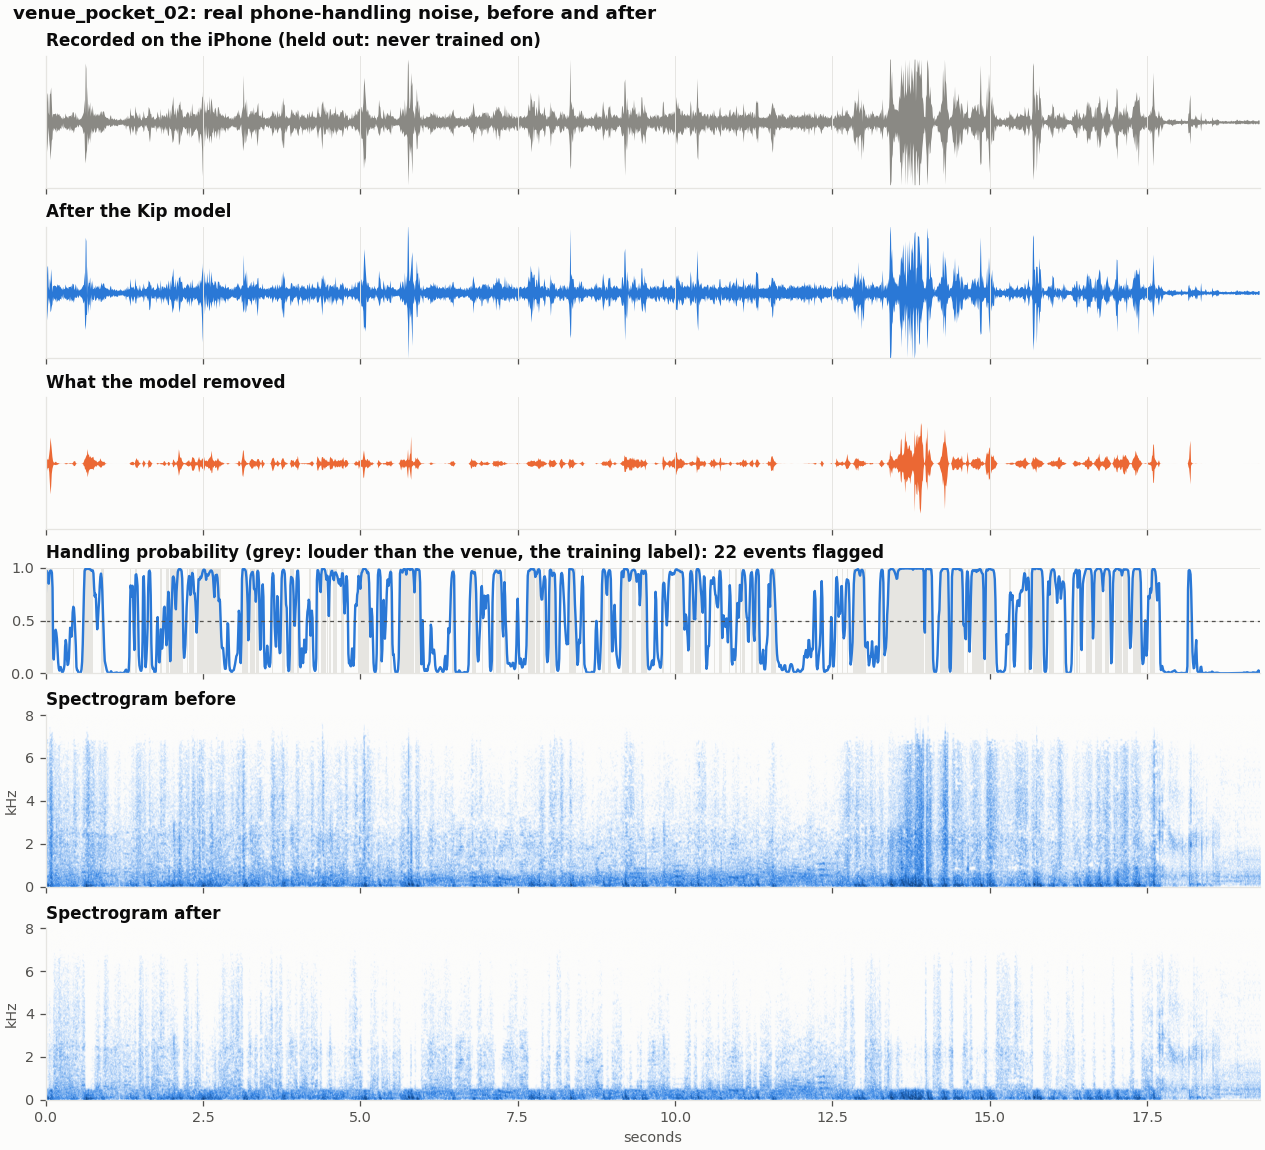 venue_pocket_02: real phone-handling noise, before and after
Recorded on the iPhone (held out: never trained on)
After the Kip model
What the model removed
Handling probability (grey: louder than the venue, the training label): 22 events flagged
1.0
0.5
0.0
Spectrogram before
8
6
4
2
0
kHz
Spectrogram after
8
6
4
2
0
kHz
0.0 2.5 5.0 7.5 10.0 12.5 15.0 17.5
seconds